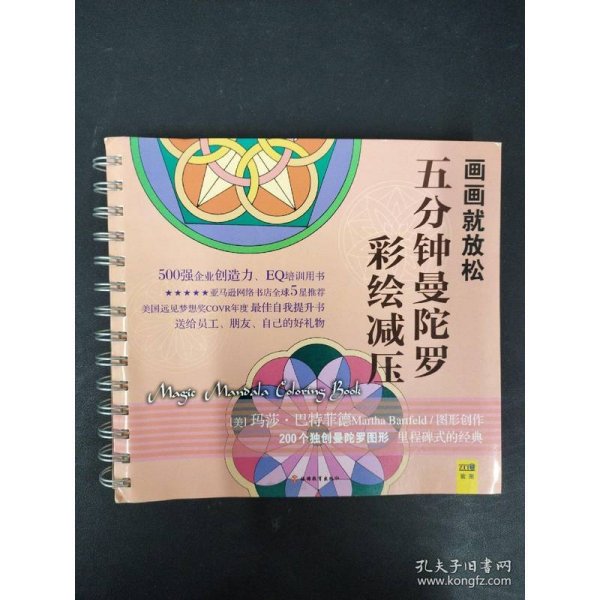 画画就放松
五分钟曼陀罗
彩绘减压
500强企业创造力、EQ培训用书
★★★★★亚马逊网络书店全球5星推荐
美国远见梦想奖COVR年度 最佳自我提升书
送给员工、朋友、自己的好礼物
Magic Mandala Coloring Book
[美] 玛莎·巴特菲德Martha Bartfeld / 图形创作
200个独创曼陀罗图形 里程碑式的经典
孔夫子旧书网
www.kongfz.com